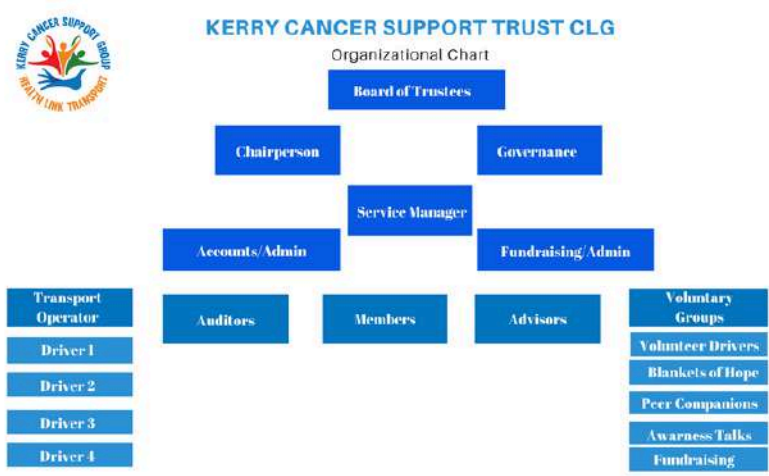 KERRY CANCER SUPPORT GROUP
HEALTH LINK TRANSPORT
KERRY CANCER SUPPORT TRUST CLG
Organizational Chart
Board of Trustees
Chairperson
Governance
Service Manager
Accounts/Admin
Fundraising/Admin
Transport
Operator
Driver 1
Driver 2
Driver 3
Driver 4
Auditors
Members
Advisors
Voluntary
Groups
Volunteer Drivers
Blankets of Hope
Peer Companions
Awarness Talks
Fundraising